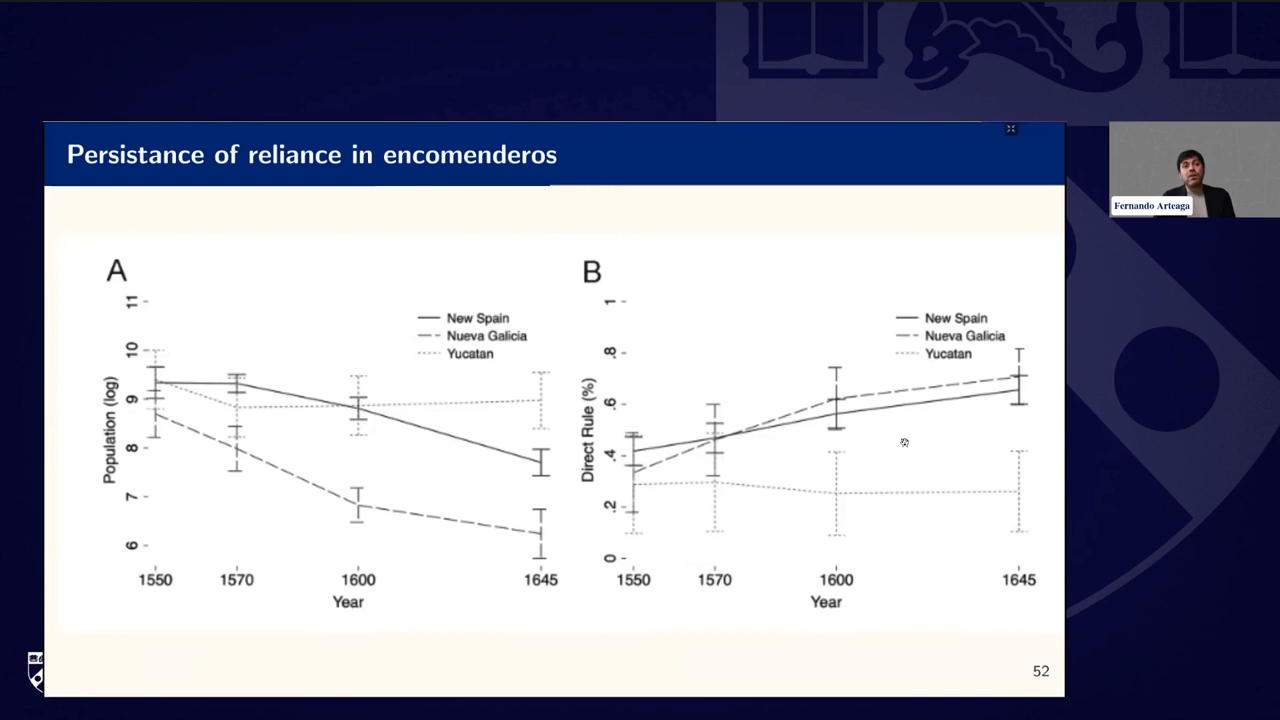 Persistance of reliance in encomenderos
Fernando Arteaga
A
11
10
9
8
7
6
Population (log)
New Spain
Nueva Galicia
Yucatan
1550
1570
1600
1645
Year
B
1
.8
.6
.4
.2
0
Direct Rule (%)
New Spain
Nueva Galicia
Yucatan
1550
1570
1600
1645
Year
52